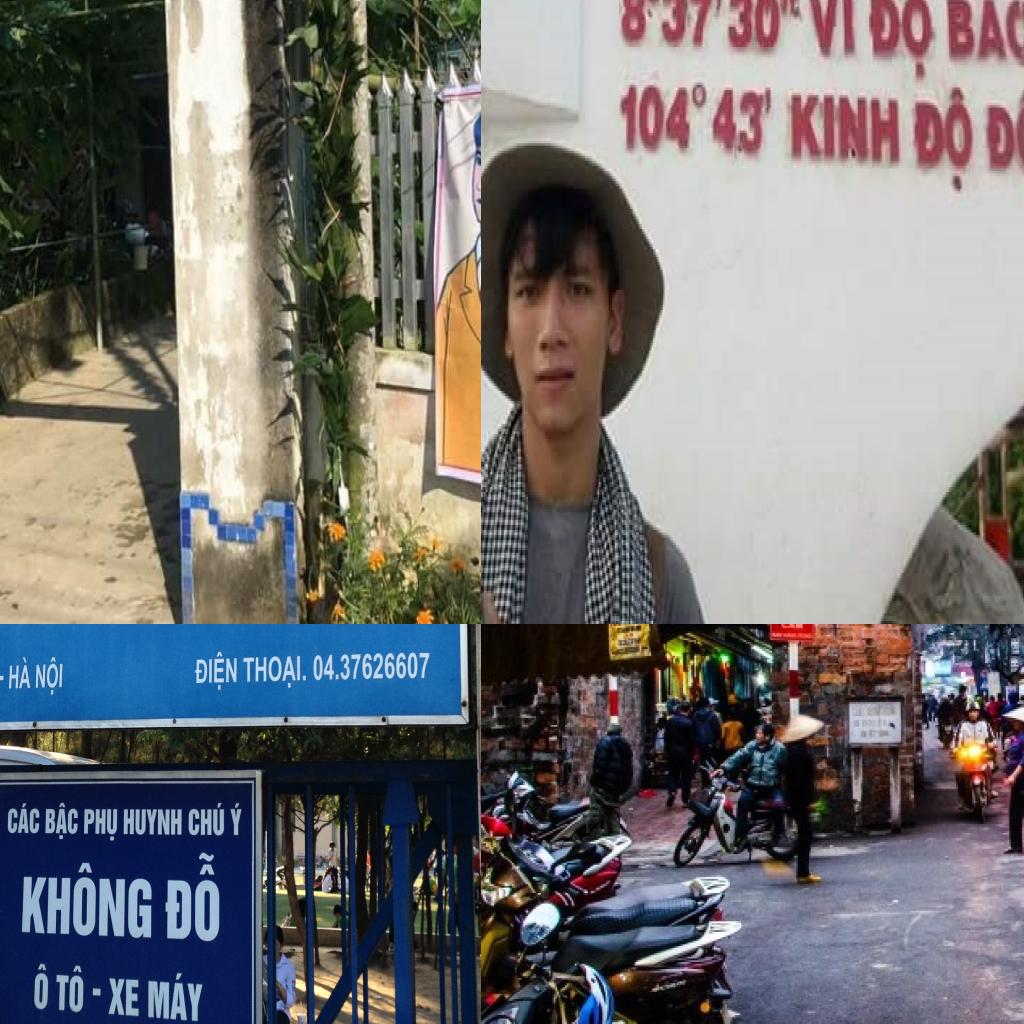 8°37'30" VĨ ĐỘ BẮC
104°43' KINH ĐỘ
- HÀ NỘI
ĐIỆN THOẠI. 04.37626607
CÁC BẬC PHỤ HUYNH CHÚ Ý
KHÔNG ĐỖ
Ô TÔ - XE MÁY